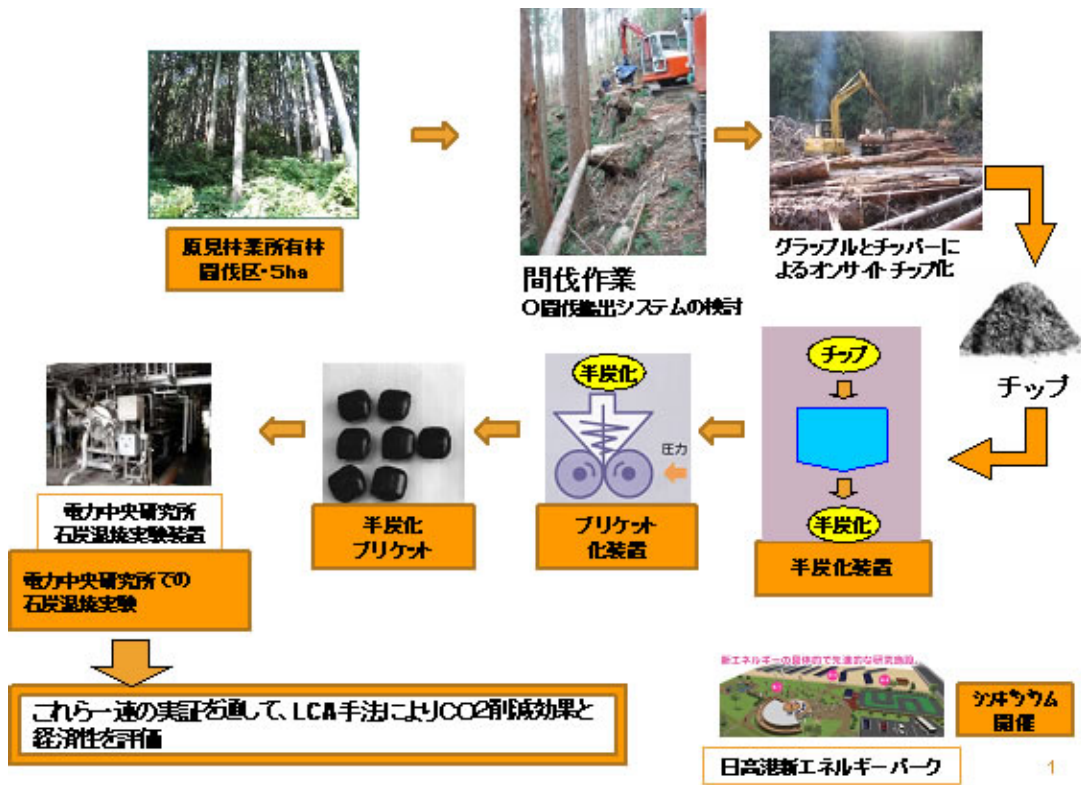 原見林業所有林
間伐区・5ha
間伐作業
〇間伐搬出システムの検討
グラップルとチッパーに
よるオンサイトチップ化
チップ
チップ
半炭化
半炭化装置
半炭化
圧力
ブリケット
化装置
半炭化
ブリケット
電力中央研究所
石炭混焼実験装置
電力中央研究所での
石炭混焼実験
これら一連の実証を通して、LCA手法によりCO2削減効果と
経済性を評価
新エネルギーの具体的で先進的な研究施設。
日高港新エネルギーパーク
シンポジウム
開催
1